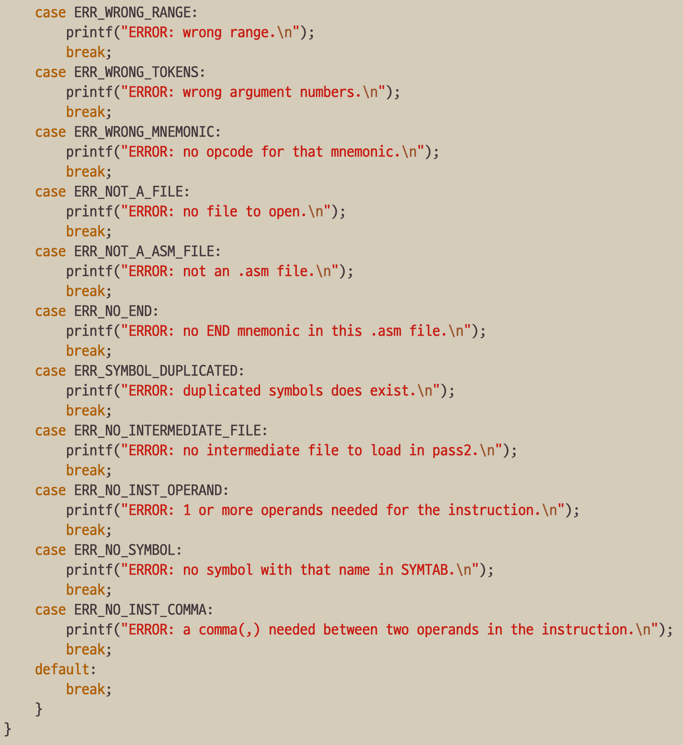 case ERR_WRONG_RANGE:
        printf("ERROR: wrong range.\n");
        break;
    case ERR_WRONG_TOKENS:
        printf("ERROR: wrong argument numbers.\n");
        break;
    case ERR_WRONG_MNEMONIC:
        printf("ERROR: no opcode for that mnemonic.\n");
        break;
    case ERR_NOT_A_FILE:
        printf("ERROR: no file to open.\n");
        break;
    case ERR_NOT_A_ASM_FILE:
        printf("ERROR: not an .asm file.\n");
        break;
    case ERR_NO_END:
        printf("ERROR: no END mnemonic in this .asm file.\n");
        break;
    case ERR_SYMBOL_DUPLICATED:
        printf("ERROR: duplicated symbols does exist.\n");
        break;
    case ERR_NO_INTERMEDIATE_FILE:
        printf("ERROR: no intermediate file to load in pass2.\n");
        break;
    case ERR_NO_INST_OPERAND:
        printf("ERROR: 1 or more operands needed for the instruction.\n");
        break;
    case ERR_NO_SYMBOL:
        printf("ERROR: no symbol with that name in SYMTAB.\n");
        break;
    case ERR_NO_INST_COMMA:
        printf("ERROR: a comma(,) needed between two operands in the instruction.\n");
        break;
    default:
        break;
    }
}